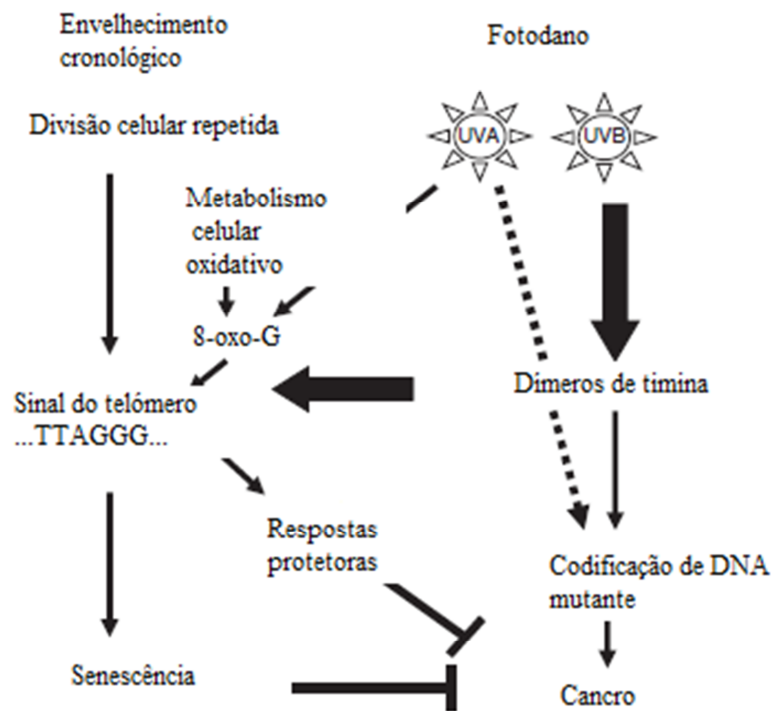 Envelhecimento
cronológico
Fotodano
Divisão celular repetida
UVA
UVB
Metabolismo
celular
oxidativo
8-oxo-G
Sinal do telómero
...TTAGGG...
Dímeros de timina
Respostas
protetoras
Codificação de DNA
mutante
Senescência
Cancro